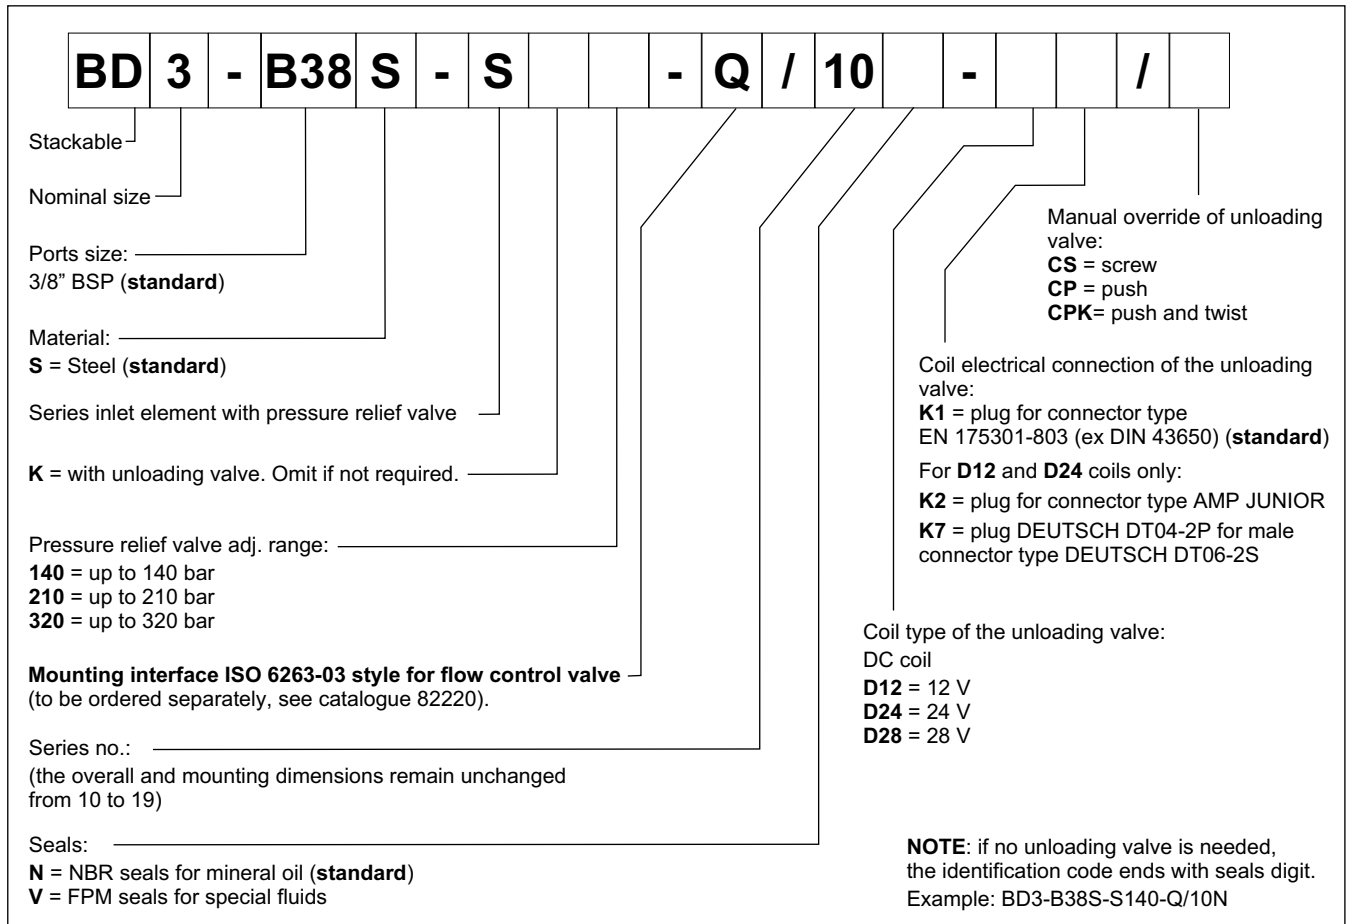 BD 3 - B38 S - S - Q / 10 - /
Stackable
Nominal size
Ports size:
3/8” BSP (standard)
Material:
S = Steel (standard)
Series inlet element with pressure relief valve
K = with unloading valve. Omit if not required.
Pressure relief valve adj. range:
140 = up to 140 bar
210 = up to 210 bar
320 = up to 320 bar
Mounting interface ISO 6263-03 style for flow control valve
(to be ordered separately, see catalogue 82220).
Series no.:
(the overall and mounting dimensions remain unchanged
from 10 to 19)
Seals:
N = NBR seals for mineral oil (standard)
V = FPM seals for special fluids
Manual override of unloading
valve:
CS = screw
CP = push
CPK= push and twist
Coil electrical connection of the unloading
valve:
K1 = plug for connector type
EN 175301-803 (ex DIN 43650) (standard)
For D12 and D24 coils only:
K2 = plug for connector type AMP JUNIOR
K7 = plug DEUTSCH DT04-2P for male
connector type DEUTSCH DT06-2S
Coil type of the unloading valve:
DC coil
D12 = 12 V
D24 = 24 V
D28 = 28 V
NOTE: if no unloading valve is needed,
the identification code ends with seals digit.
Example: BD3-B38S-S140-Q/10N